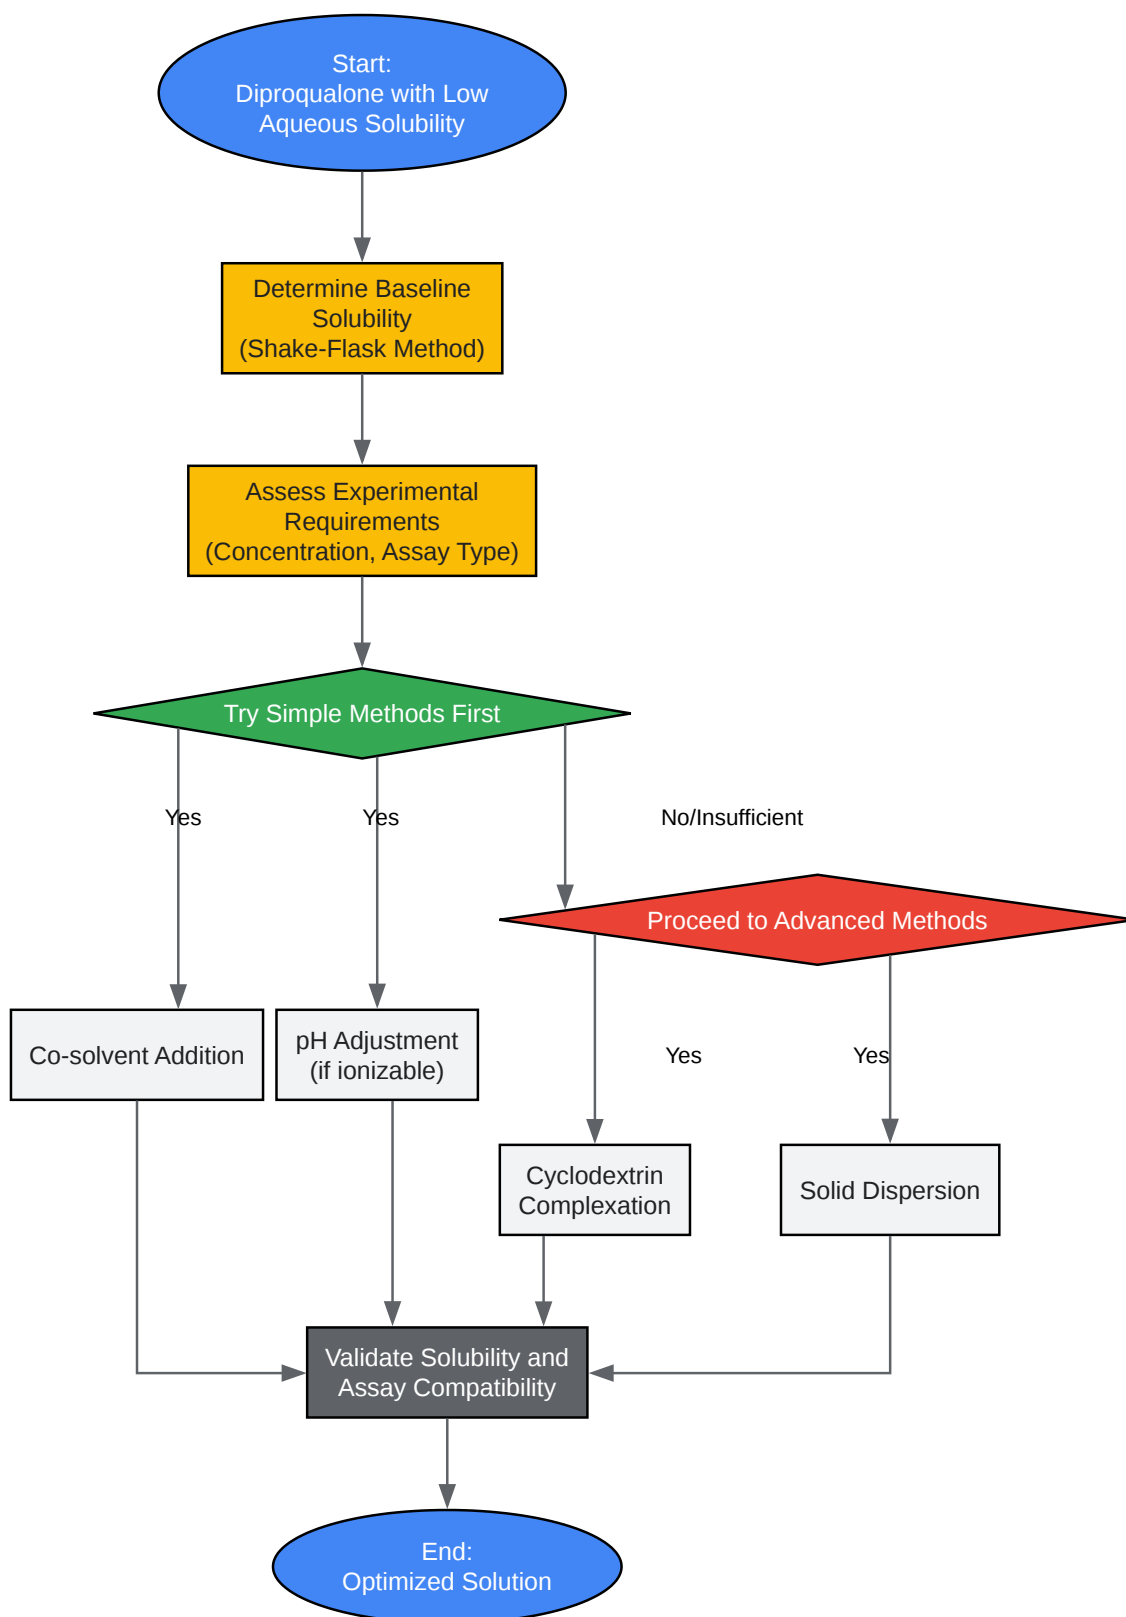 Start:
Diproqualone with Low
Aqueous Solubility
Determine Baseline
Solubility
(Shake-Flask Method)
Assess Experimental
Requirements
(Concentration, Assay Type)
Try Simple Methods First
Yes
Yes
No/Insufficient
Proceed to Advanced Methods
Co-solvent Addition
pH Adjustment
(if ionizable)
Yes
Yes
Cyclodextrin
Complexation
Solid Dispersion
Validate Solubility and
Assay Compatibility
End:
Optimized Solution